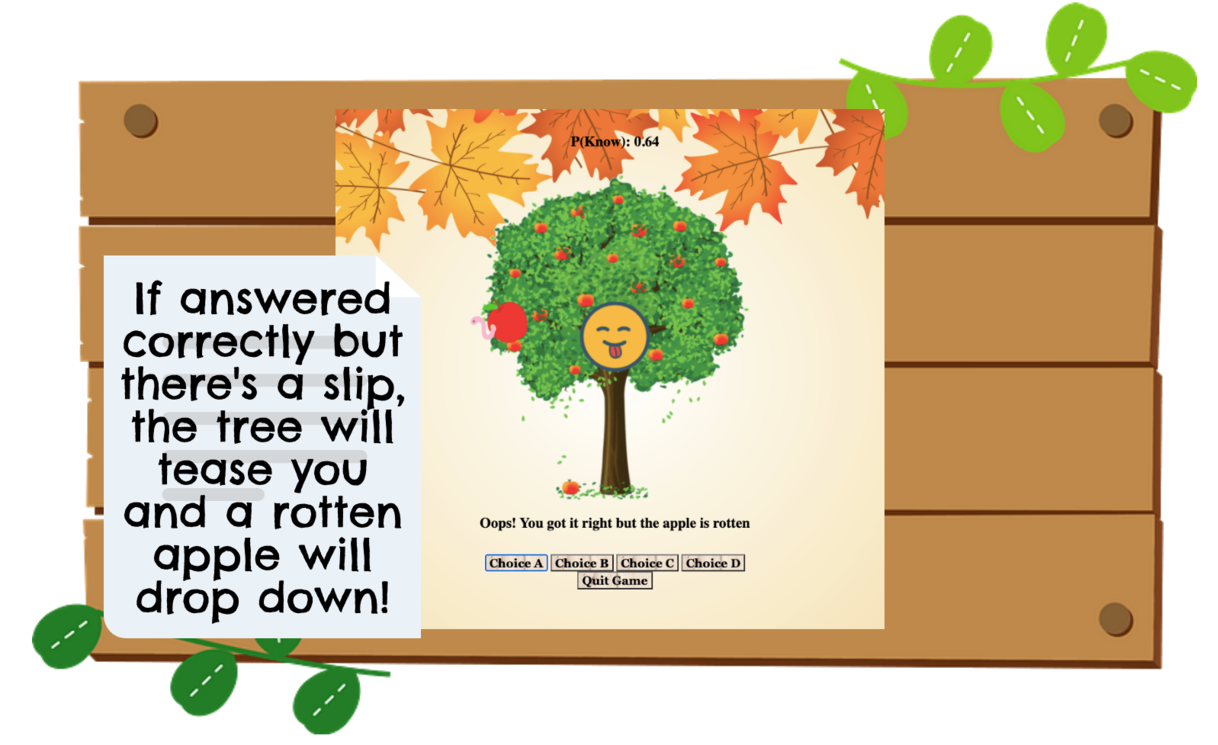 If answered
correctly but
there's a slip,
the tree will
tease you
and a rotten
apple will
drop down!
P(Know): 0.64
Oops! You got it right but the apple is rotten
Choice A Choice B Choice C Choice D
Quit Game